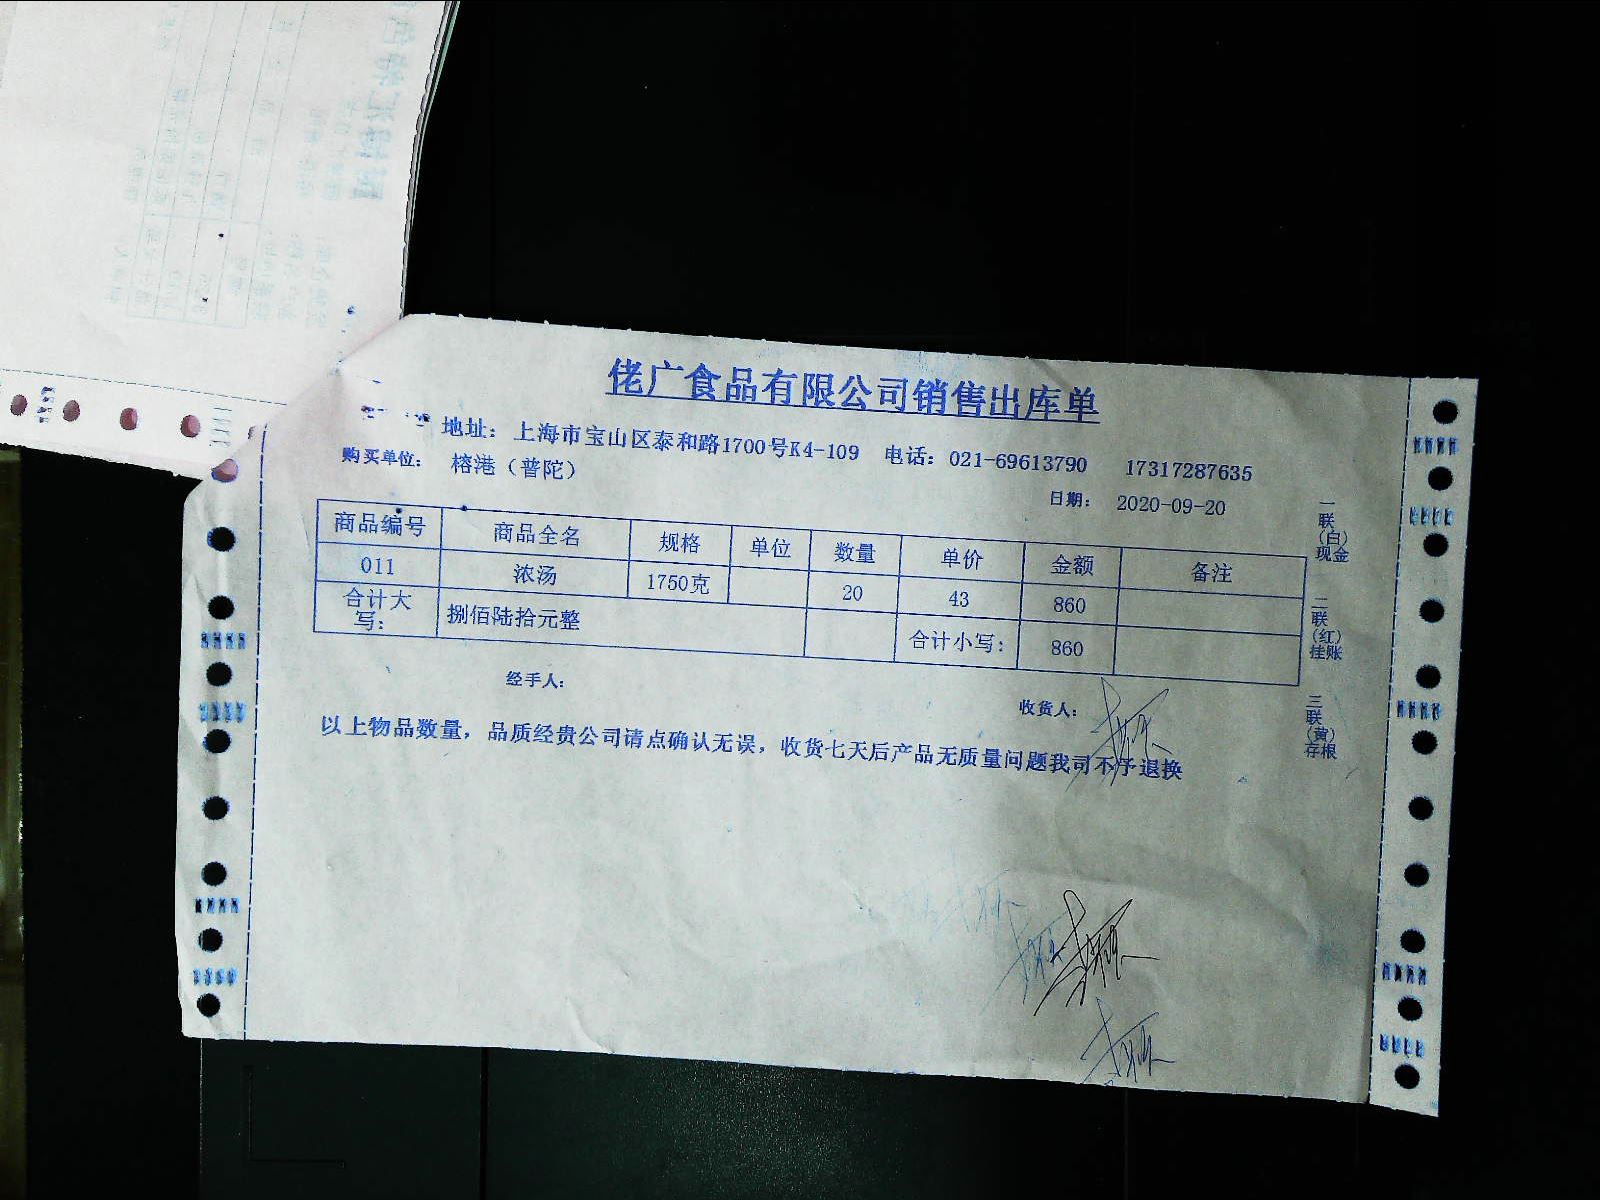 佬广食品有限公司销售出库单
地址：上海市宝山区泰和路1700号K4-109 电话：021-69613790 17317287635
购买单位： 榕港（普陀）
日期： 2020-09-20
商品编号 商品全名 规格 单位 数量 单价 金额 备注
011 浓汤 1750克 20 43 860
合计大写： 捌佰陆拾元整 合计小写： 860
经手人： 收货人：
以上物品数量，品质经贵公司请点确认无误，收货七天后产品无质量问题我司不予退换
一联（白）现金
二联（红）挂账
三联（黄）存根